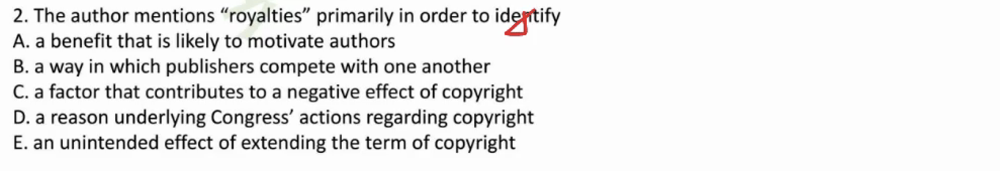 2. The author mentions “royalties” primarily in order to identify
A. a benefit that is likely to motivate authors
B. a way in which publishers compete with one another
C. a factor that contributes to a negative effect of copyright
D. a reason underlying Congress’ actions regarding copyright
E. an unintended effect of extending the term of copyright